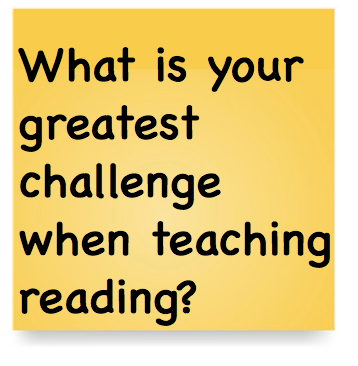 What is your
greatest
challenge
when teaching
reading?